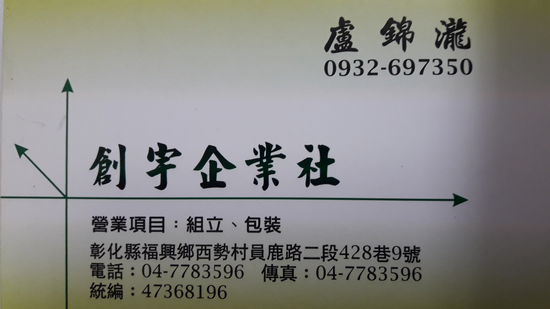 盧錦瀧
0932-697350
創宇企業社
營業項目：組立、包裝
彰化縣福興鄉西勢村員鹿路二段428巷9號
電話：04-7783596 傳真：04-7783596
統編：47368196